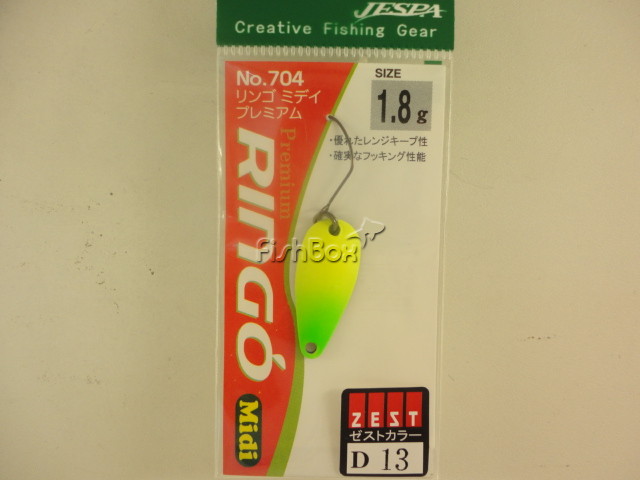 JESPA
Creative Fishing Gear
No.704
リンゴ ミディ
プレミアム
Premium
RINGO
Midi
SIZE
1.8g
・優れたレンジキープ性
・確実なフッキング性能
FishBox
ZEST
ゼストカラー
D 13